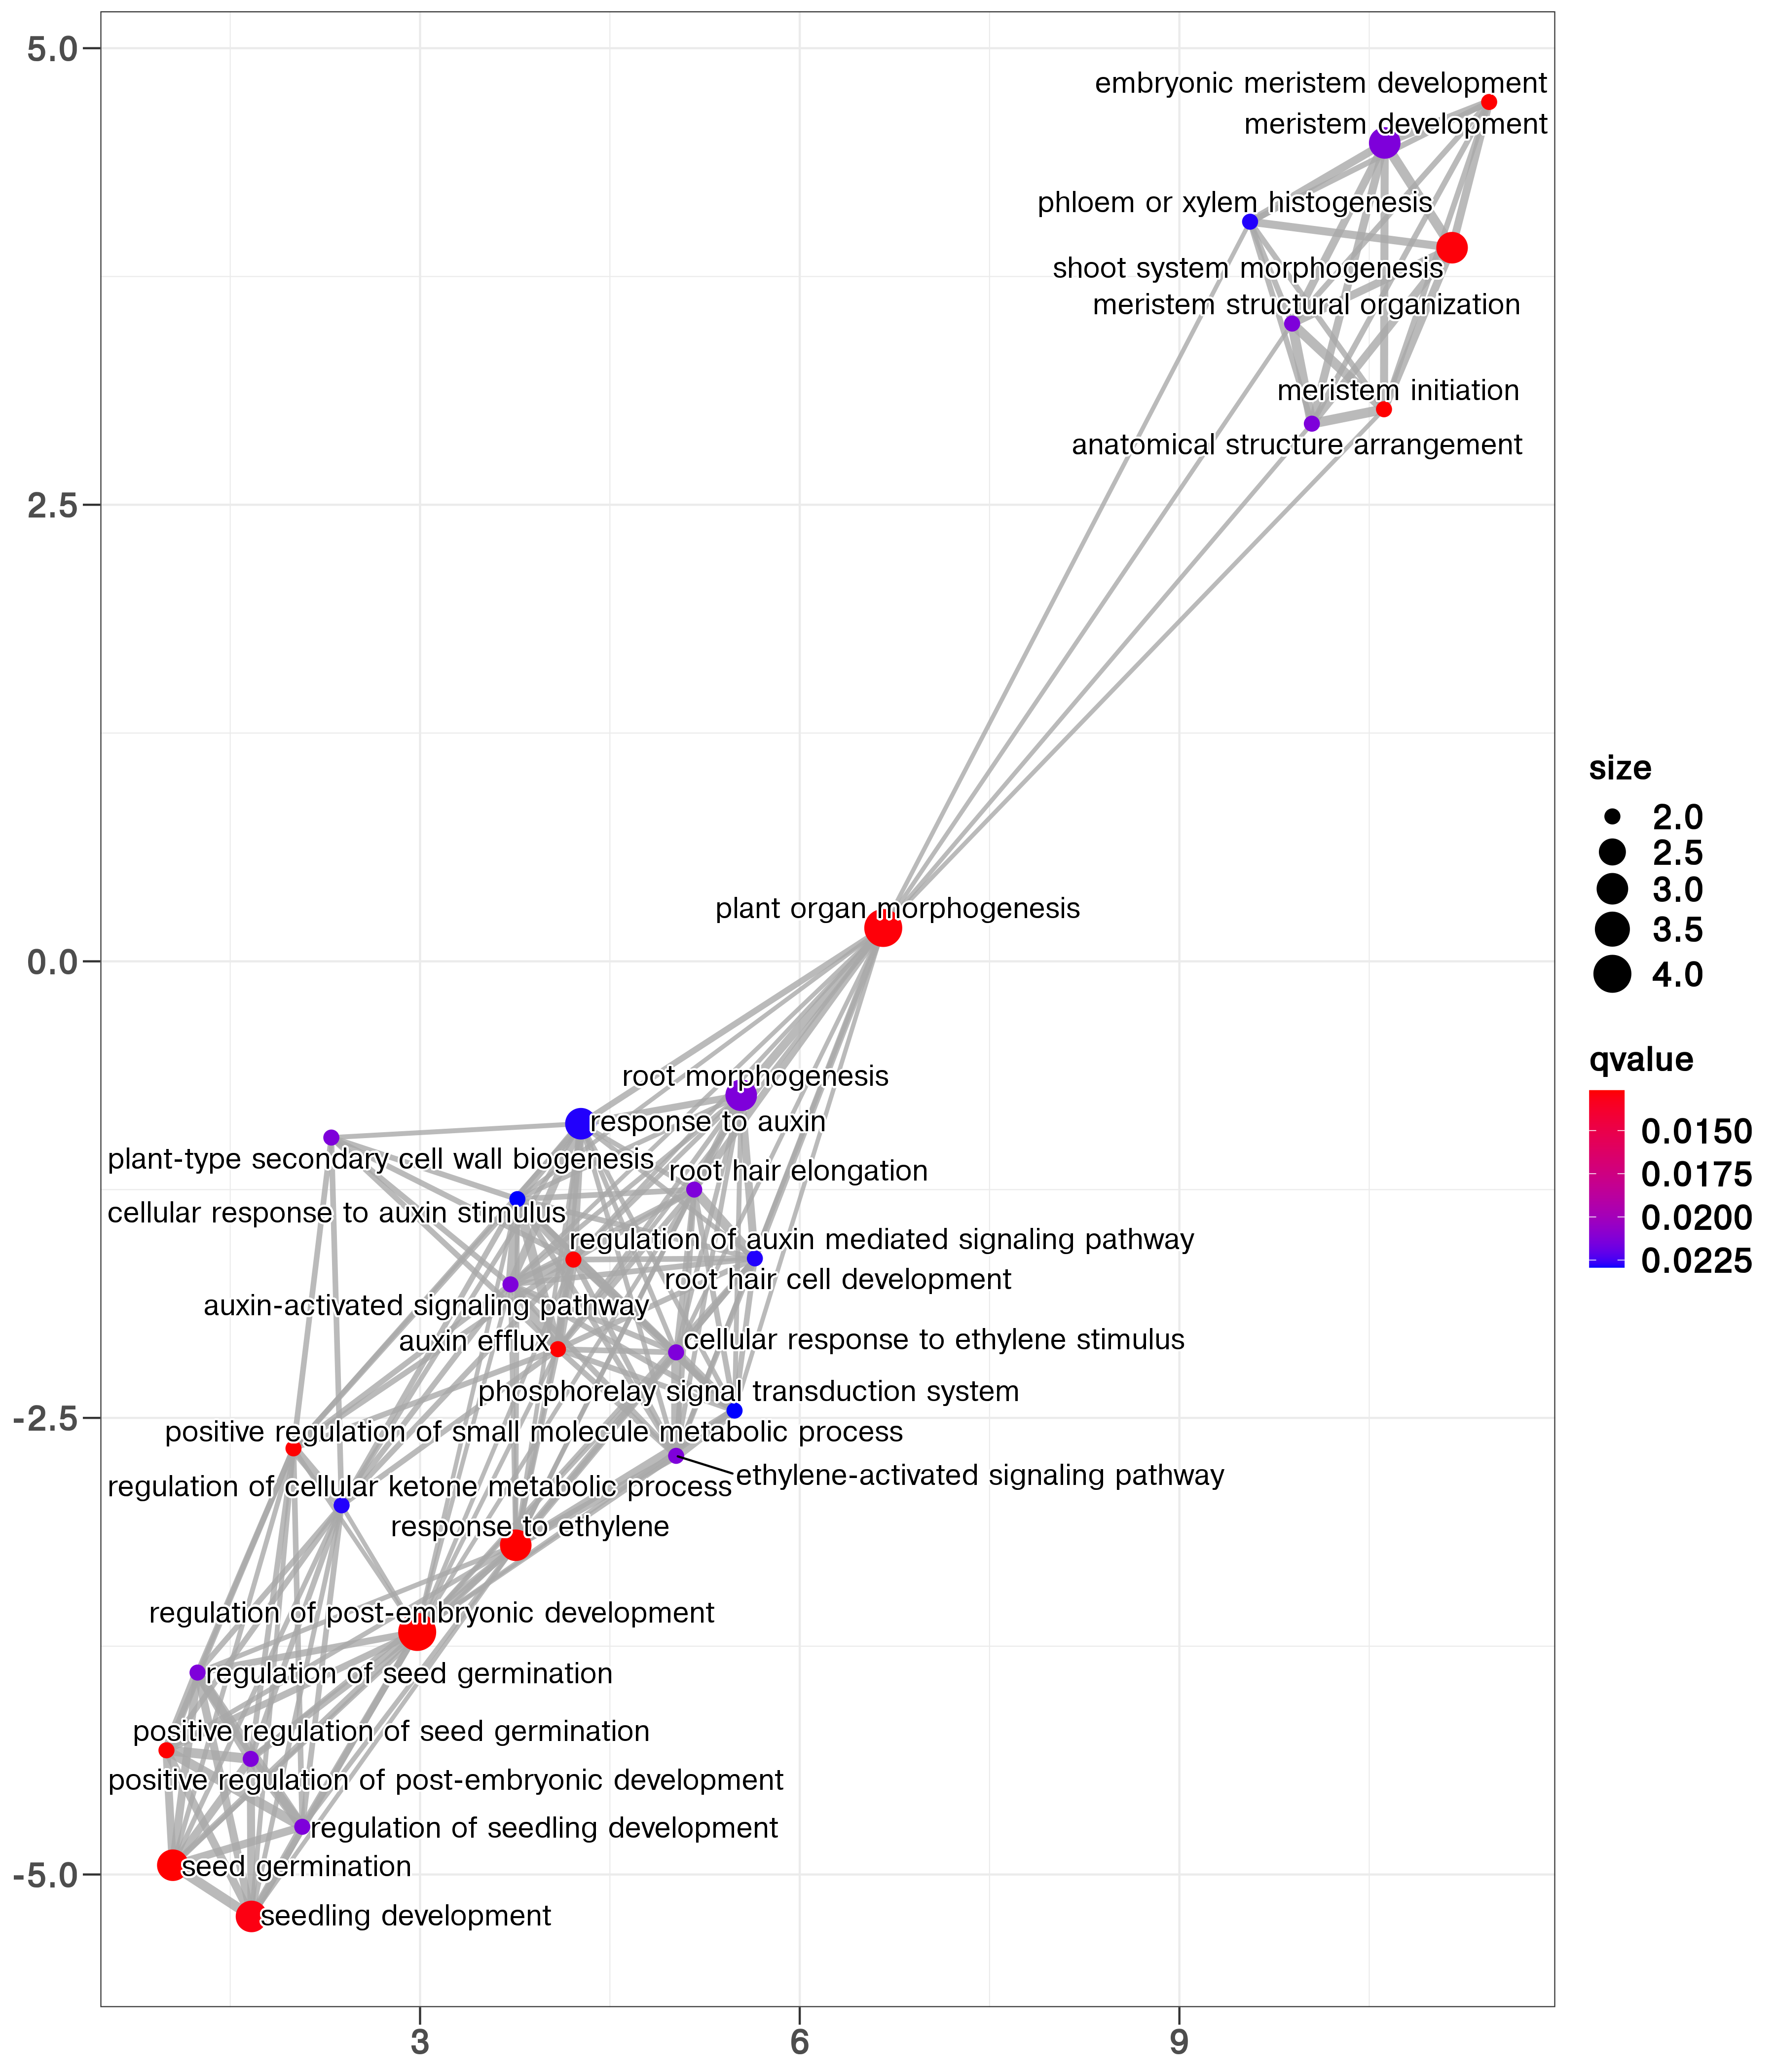 5.0
embryonic meristem development
meristem development
phloem or xylem histogenesis
shoot system morphogenesis
meristem structural organization
meristem initiation
anatomical structure arrangement
2.5
size
2.0
2.5
3.0
3.5
4.0
plant organ morphogenesis
0.0
qvalue
0.0150
0.0175
0.0200
0.0225
root morphogenesis
response to auxin
plant-type secondary cell wall biogenesis
root hair elongation
cellular response to auxin stimulus
regulation of auxin mediated signaling pathway
root hair cell development
auxin-activated signaling pathway
auxin efflux
cellular response to ethylene stimulus
phosphorelay signal transduction system
-2.5
positive regulation of small molecule metabolic process
ethylene-activated signaling pathway
regulation of cellular ketone metabolic process
response to ethylene
regulation of post-embryonic development
regulation of seed germination
positive regulation of seed germination
positive regulation of post-embryonic development
regulation of seedling development
seed germination
-5.0
seedling development
3
6
9